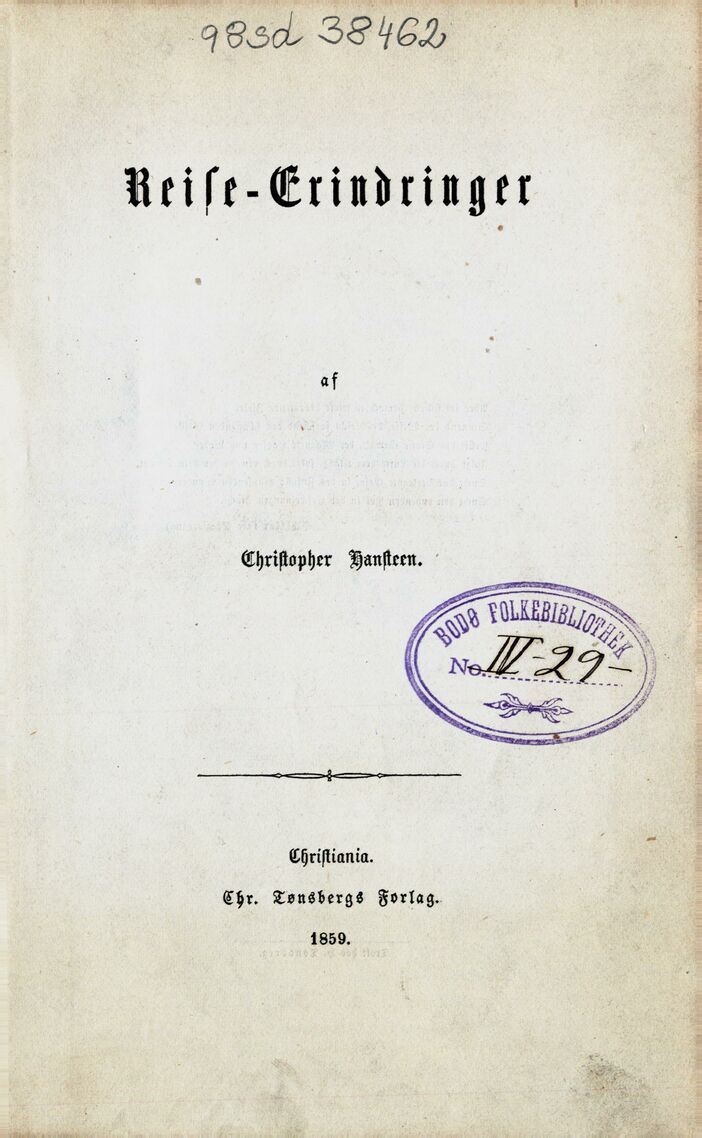 98sd 38462
Reiſe-Erindringer
af
Chriſtopher Hanſteen.
BODØ FOLKEBIBLIOTHEK
No. IV-29-
Chriſtiania.
Chr. Tønsbergs Forlag.
1859.